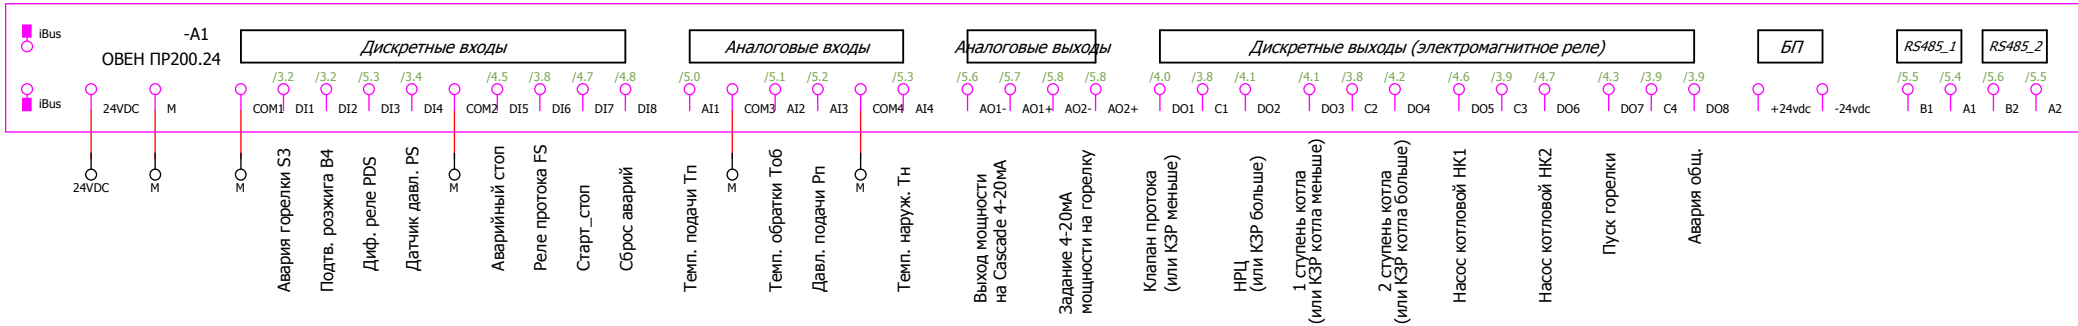 iBus
-A1
ОВЕН ПР200.24
Дискретные входы
Аналоговые входы
Аналоговые выходы
Дискретные выходы (электромагнитное реле)
БП
RS485_1
RS485_2
/3.2 /3.2 /5.3 /3.4 /4.5 /3.8 /4.7 /4.8 /5.0 /5.1 /5.2 /5.3 /5.6 /5.7 /5.8 /5.8 /4.0 /3.8 /4.1 /4.1 /3.8 /4.2 /4.6 /3.9 /4.7 /4.3 /3.9 /3.9 /5.5 /5.4 /5.6 /5.5
iBus 24VDC M COM1 DI1 DI2 DI3 DI4 COM2 DI5 DI6 DI7 DI8 AI1 COM3 AI2 AI3 COM4 AI4 AO1- AO1+ AO2- AO2+ DO1 C1 DO2 DO3 C2 DO4 DO5 C3 DO6 DO7 C4 DO8 +24vdc -24vdc B1 A1 B2 A2
24VDC
M
M
Авария горелки S3
Подтв. розжига B4
Диф. реле PDS
Датчик давл. PS
M
Аварийный стоп
Реле протока FS
Старт_стоп
Сброс аварий
Темп. подачи Тп
M
Темп. обратки Тоб
Давл. подачи Рп
M
Темп. наруж. Тн
Выход мощности
на Cascade 4-20мА
Задание 4-20мА
мощности на горелку
Клапан протока
(или КЗР меньше)
НРЦ
(или КЗР больше)
1 ступень котла
(или КЗР котла меньше)
2 ступень котла
(или КЗР котла больше)
Насос котловой НК1
Насос котловой НК2
Пуск горелки
Авария общ.